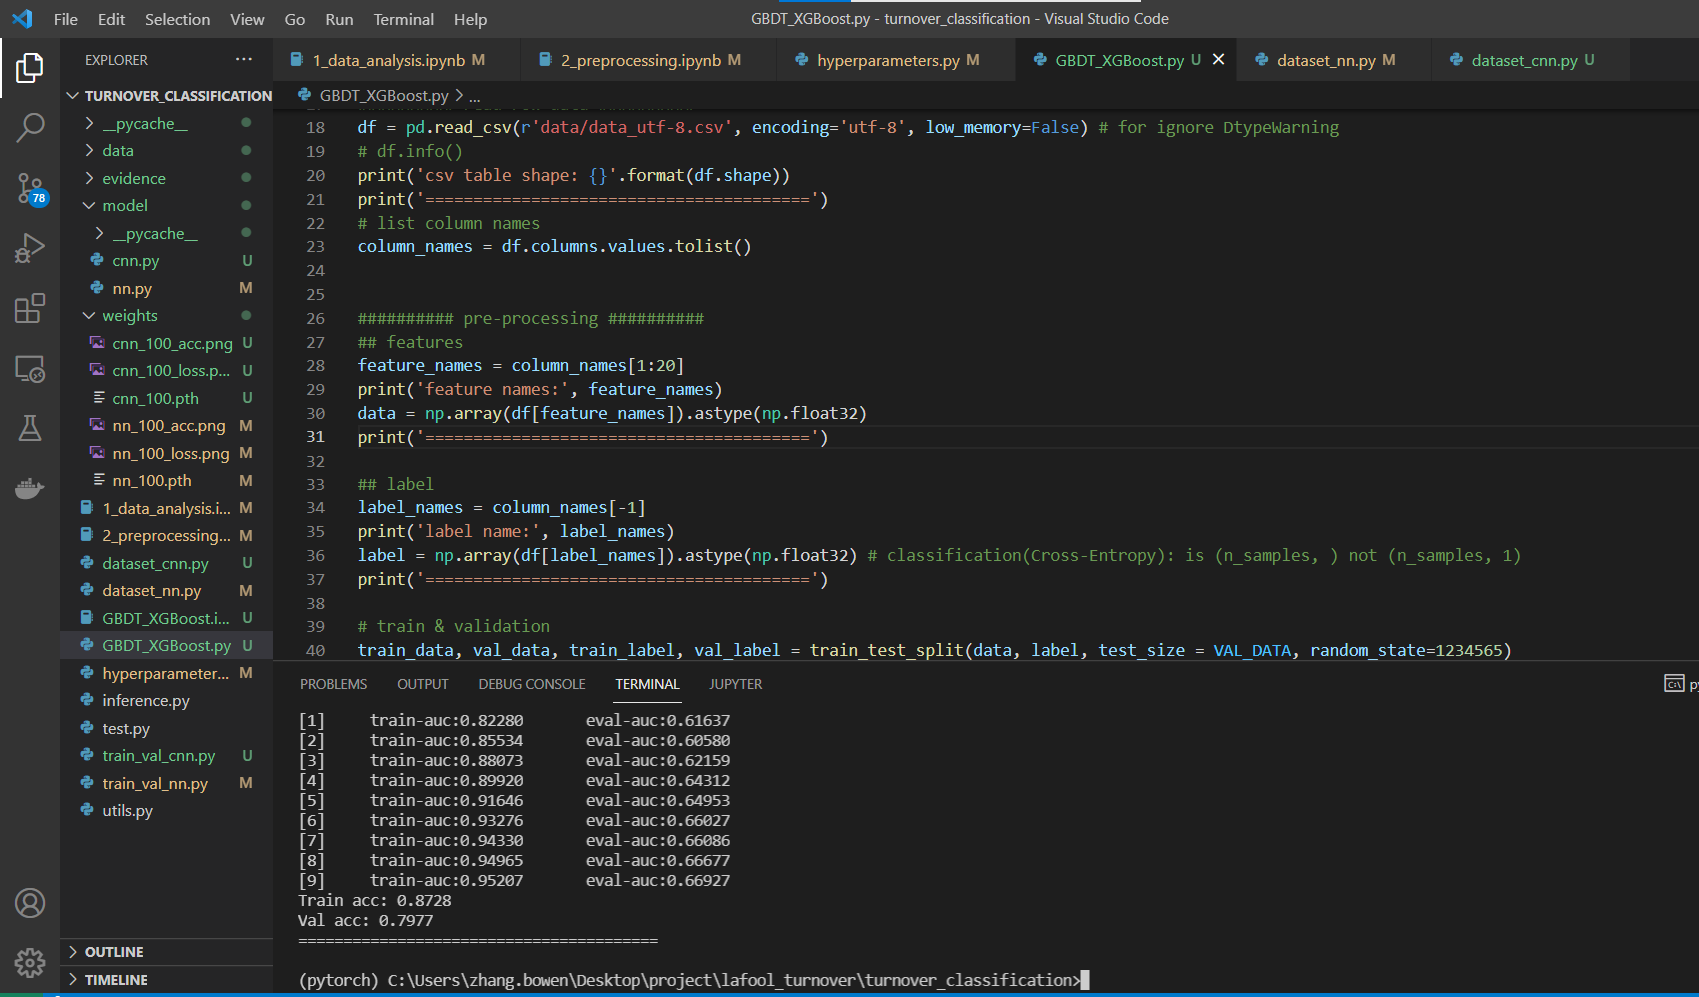 File Edit Selection View Go Run Terminal Help
GBDT_XGBoost.py - turnover_classification - Visual Studio Code
EXPLORER ...
1_data_analysis.ipynb M
2_preprocessing.ipynb M
hyperparameters.py M
GBDT_XGBoost.py U
dataset_nn.py M
dataset_cnn.py U
TURNOVER_CLASSIFICATION
__pycache__
data
evidence
model
__pycache__
cnn.py U
nn.py M
weights
cnn_100_acc.png U
cnn_100_loss.p... U
cnn_100.pth U
nn_100_acc.png M
nn_100_loss.png M
nn_100.pth M
1_data_analysis.i... M
2_preprocessing... M
dataset_cnn.py U
dataset_nn.py M
GBDT_XGBoost.i... U
GBDT_XGBoost.py U
hyperparameter... M
inference.py
test.py
train_val_cnn.py U
train_val_nn.py M
utils.py
OUTLINE
TIMELINE
78
GBDT_XGBoost.py > ...
18 df = pd.read_csv(r'data/data_utf-8.csv', encoding='utf-8', low_memory=False) # for ignore DtypeWarning
19 # df.info()
20 print('csv table shape: {}'.format(df.shape))
21 print('========================================')
22 # list column names
23 column_names = df.columns.values.tolist()
24
25
26 ########## pre-processing ##########
27 ## features
28 feature_names = column_names[1:20]
29 print('feature names:', feature_names)
30 data = np.array(df[feature_names]).astype(np.float32)
31 print('========================================')
32
33 ## label
34 label_names = column_names[-1]
35 print('label name:', label_names)
36 label = np.array(df[label_names]).astype(np.float32) # classification(Cross-Entropy): is (n_samples, ) not (n_samples, 1)
37 print('========================================')
38
39 # train & validation
40 train_data, val_data, train_label, val_label = train_test_split(data, label, test_size = VAL_DATA, random_state=1234565)
PROBLEMS OUTPUT DEBUG CONSOLE TERMINAL JUPYTER
[1] train-auc:0.82280 eval-auc:0.61637
[2] train-auc:0.85534 eval-auc:0.60580
[3] train-auc:0.88073 eval-auc:0.62159
[4] train-auc:0.89920 eval-auc:0.64312
[5] train-auc:0.91646 eval-auc:0.64953
[6] train-auc:0.93276 eval-auc:0.66027
[7] train-auc:0.94330 eval-auc:0.66086
[8] train-auc:0.94965 eval-auc:0.66677
[9] train-auc:0.95207 eval-auc:0.66927
Train acc: 0.8728
Val acc: 0.7977
========================================
(pytorch) C:\Users\zhang.bowen\Desktop\project\lafool_turnover\turnover_classification>